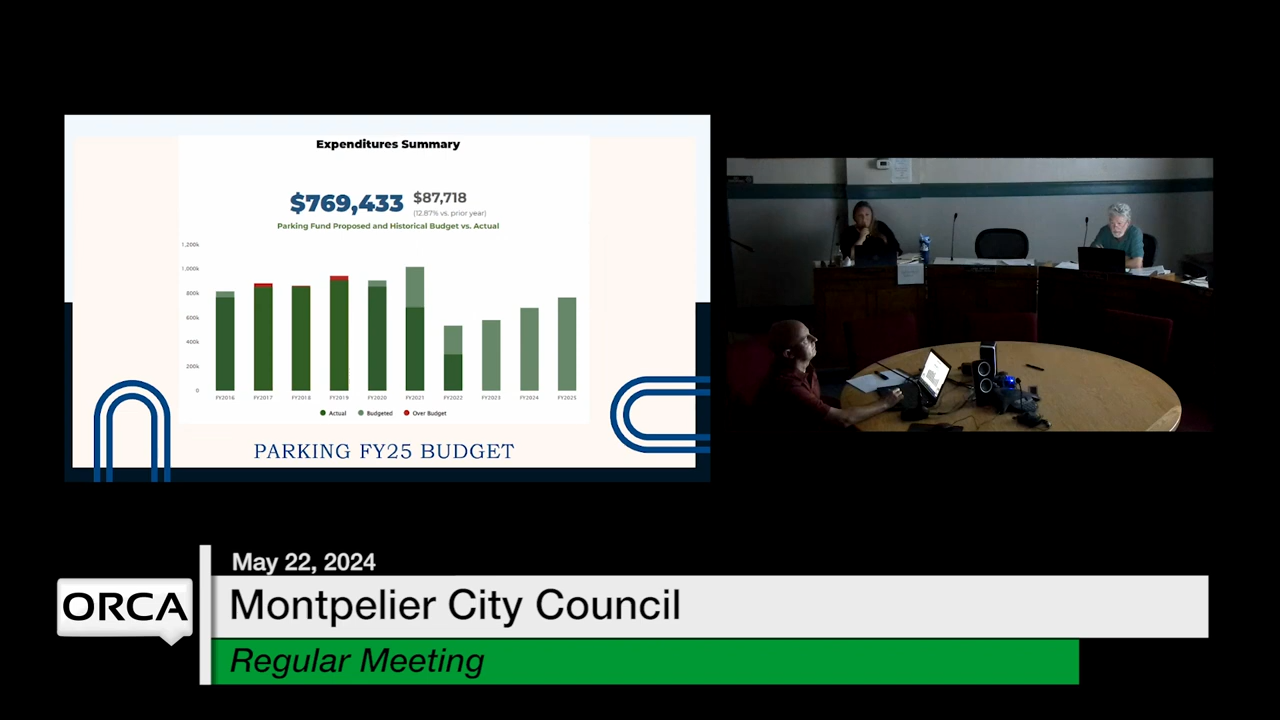 Expenditures Summary
$769,433 $87,718
(12.87% vs. prior year)
Parking Fund Proposed and Historical Budget vs. Actual
1,200k
1,000k
800k
600k
400k
200k
0
FY2016 FY2017 FY2018 FY2019 FY2020 FY2021 FY2022 FY2023 FY2024 FY2025
Actual Budgeted Over Budget
PARKING FY25 BUDGET
May 22, 2024
ORCA
Montpelier City Council
Regular Meeting